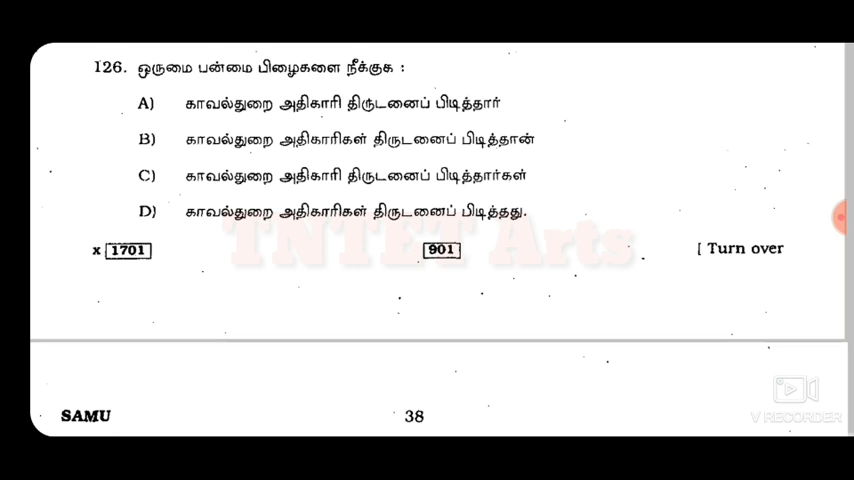 126. ஒருமை பன்மை பிழைகளை நீக்குக :
A) காவல்துறை அதிகாரி திருடனைப் பிடித்தார்
B) காவல்துறை அதிகாரிகள் திருடனைப் பிடித்தான்
C) காவல்துறை அதிகாரி திருடனைப் பிடித்தார்கள்
D) காவல்துறை அதிகாரிகள் திருடனைப் பிடித்தது.
TNTET Arts
x 1701 901 [ Turn over
SAMU 38
V RECORDER